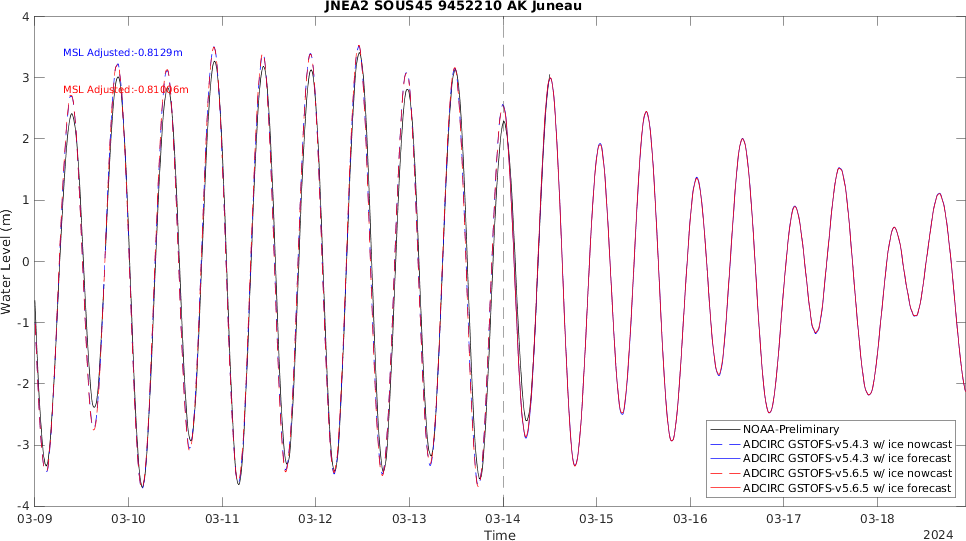 JNEA2 SOUS45 9452210 AK Juneau
4
MSL Adjusted:-0.8129m
3
MSL Adjusted:-0.81096m
2
1
0
-1
-2
-3
-4
Water Level (m)
NOAA-Preliminary
ADCIRC GSTOFS-v5.4.3 w/ ice nowcast
ADCIRC GSTOFS-v5.4.3 w/ ice forecast
ADCIRC GSTOFS-v5.6.5 w/ ice nowcast
ADCIRC GSTOFS-v5.6.5 w/ ice forecast
03-09 03-10 03-11 03-12 03-13 03-14 03-15 03-16 03-17 03-18
Time
2024